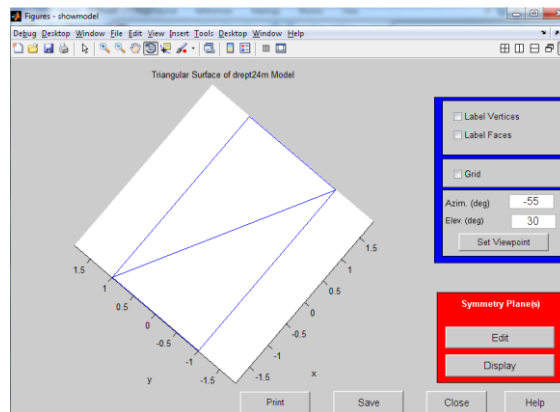 Figures - showmodel
Debug Desktop Window File Edit View Insert Tools Desktop Window Help
Triangular Surface of drept24m Model
Label Vertices
Label Faces
Grid
Azim. (deg) -55
Elev. (deg) 30
Set Viewpoint
1.5
1
0.5
0
-0.5
-1
-1.5
y
1.5
1
0.5
0
-0.5
-1
-1.5
x
Symmetry Plane(s)
Edit
Display
Print Save Close Help